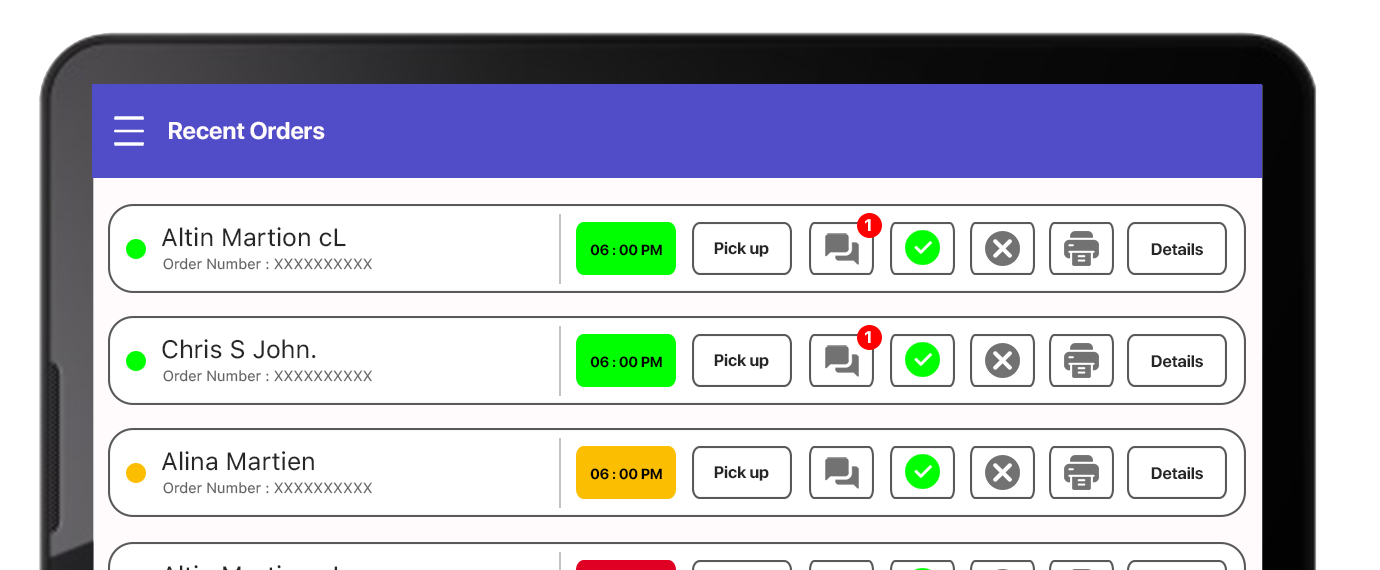 Recent Orders
Altin Martion cL
Order Number : XXXXXXXXXX
06 : 00 PM
Pick up
1
Details
Chris S John.
Order Number : XXXXXXXXXX
06 : 00 PM
Pick up
1
Details
Alina Martien
Order Number : XXXXXXXXXX
06 : 00 PM
Pick up
Details